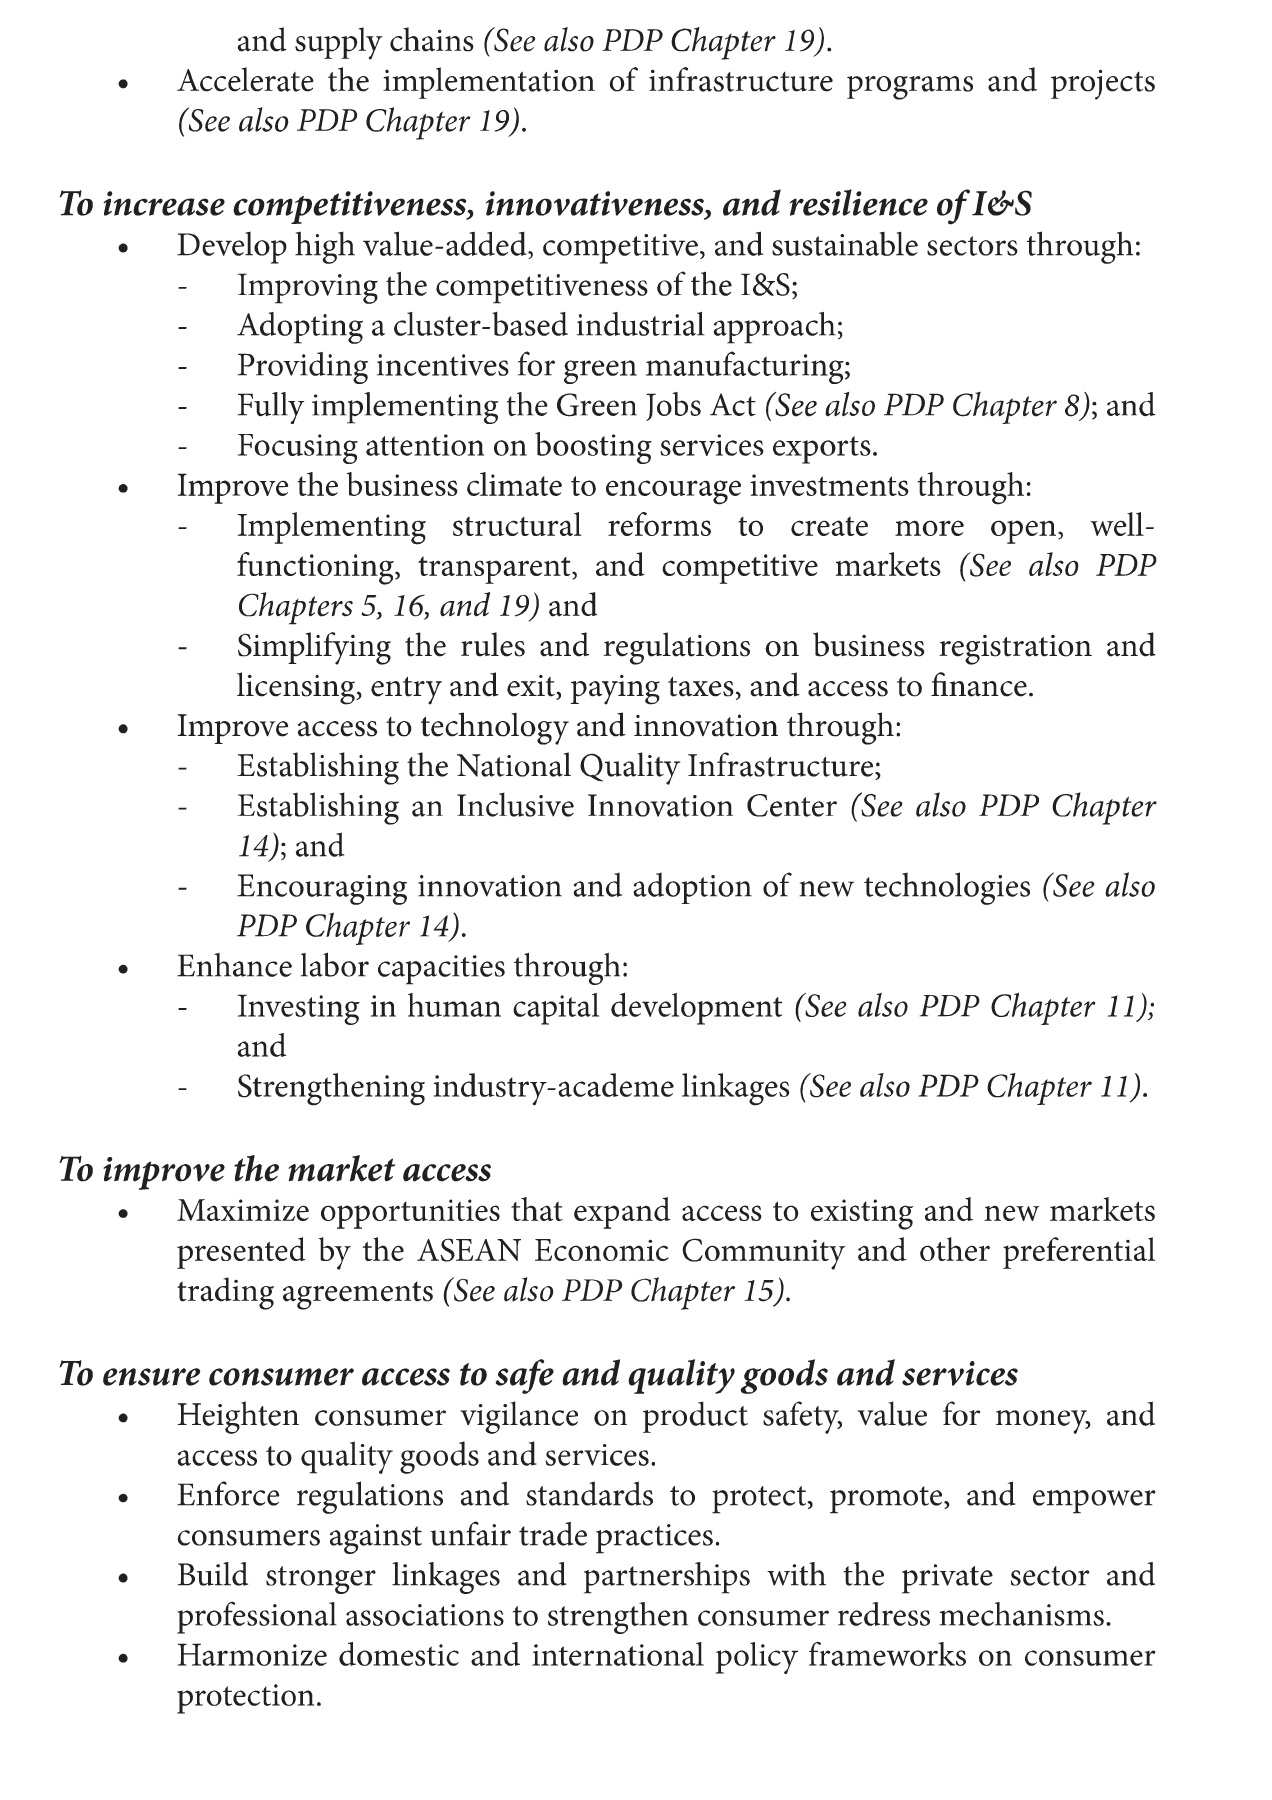 and supply chains (See also PDP Chapter 19).
• Accelerate the implementation of infrastructure programs and projects
(See also PDP Chapter 19).
To increase competitiveness, innovativeness, and resilience of I&S
• Develop high value-added, competitive, and sustainable sectors through:
- Improving the competitiveness of the I&S;
- Adopting a cluster-based industrial approach;
- Providing incentives for green manufacturing;
- Fully implementing the Green Jobs Act (See also PDP Chapter 8); and
- Focusing attention on boosting services exports.
• Improve the business climate to encourage investments through:
- Implementing structural reforms to create more open, well-
functioning, transparent, and competitive markets (See also PDP
Chapters 5, 16, and 19) and
- Simplifying the rules and regulations on business registration and
licensing, entry and exit, paying taxes, and access to finance.
• Improve access to technology and innovation through:
- Establishing the National Quality Infrastructure;
- Establishing an Inclusive Innovation Center (See also PDP Chapter
14); and
- Encouraging innovation and adoption of new technologies (See also
PDP Chapter 14).
• Enhance labor capacities through:
- Investing in human capital development (See also PDP Chapter 11);
and
- Strengthening industry-academe linkages (See also PDP Chapter 11).
To improve the market access
• Maximize opportunities that expand access to existing and new markets
presented by the ASEAN Economic Community and other preferential
trading agreements (See also PDP Chapter 15).
To ensure consumer access to safe and quality goods and services
• Heighten consumer vigilance on product safety, value for money, and
access to quality goods and services.
• Enforce regulations and standards to protect, promote, and empower
consumers against unfair trade practices.
• Build stronger linkages and partnerships with the private sector and
professional associations to strengthen consumer redress mechanisms.
• Harmonize domestic and international policy frameworks on consumer
protection.